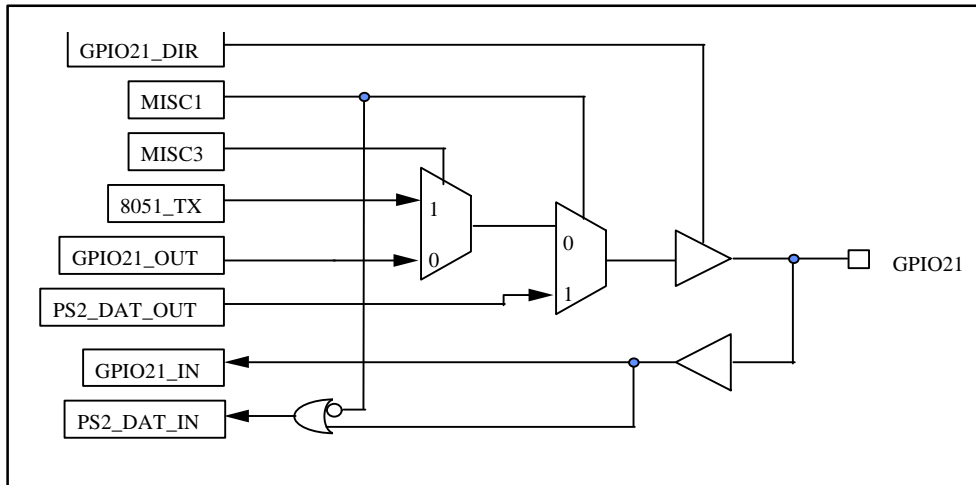 GPIO21_DIR
MISC1
MISC3
8051_TX
1
0
GPIO21_OUT
0
GPIO21
PS2_DAT_OUT
1
GPIO21_IN
PS2_DAT_IN